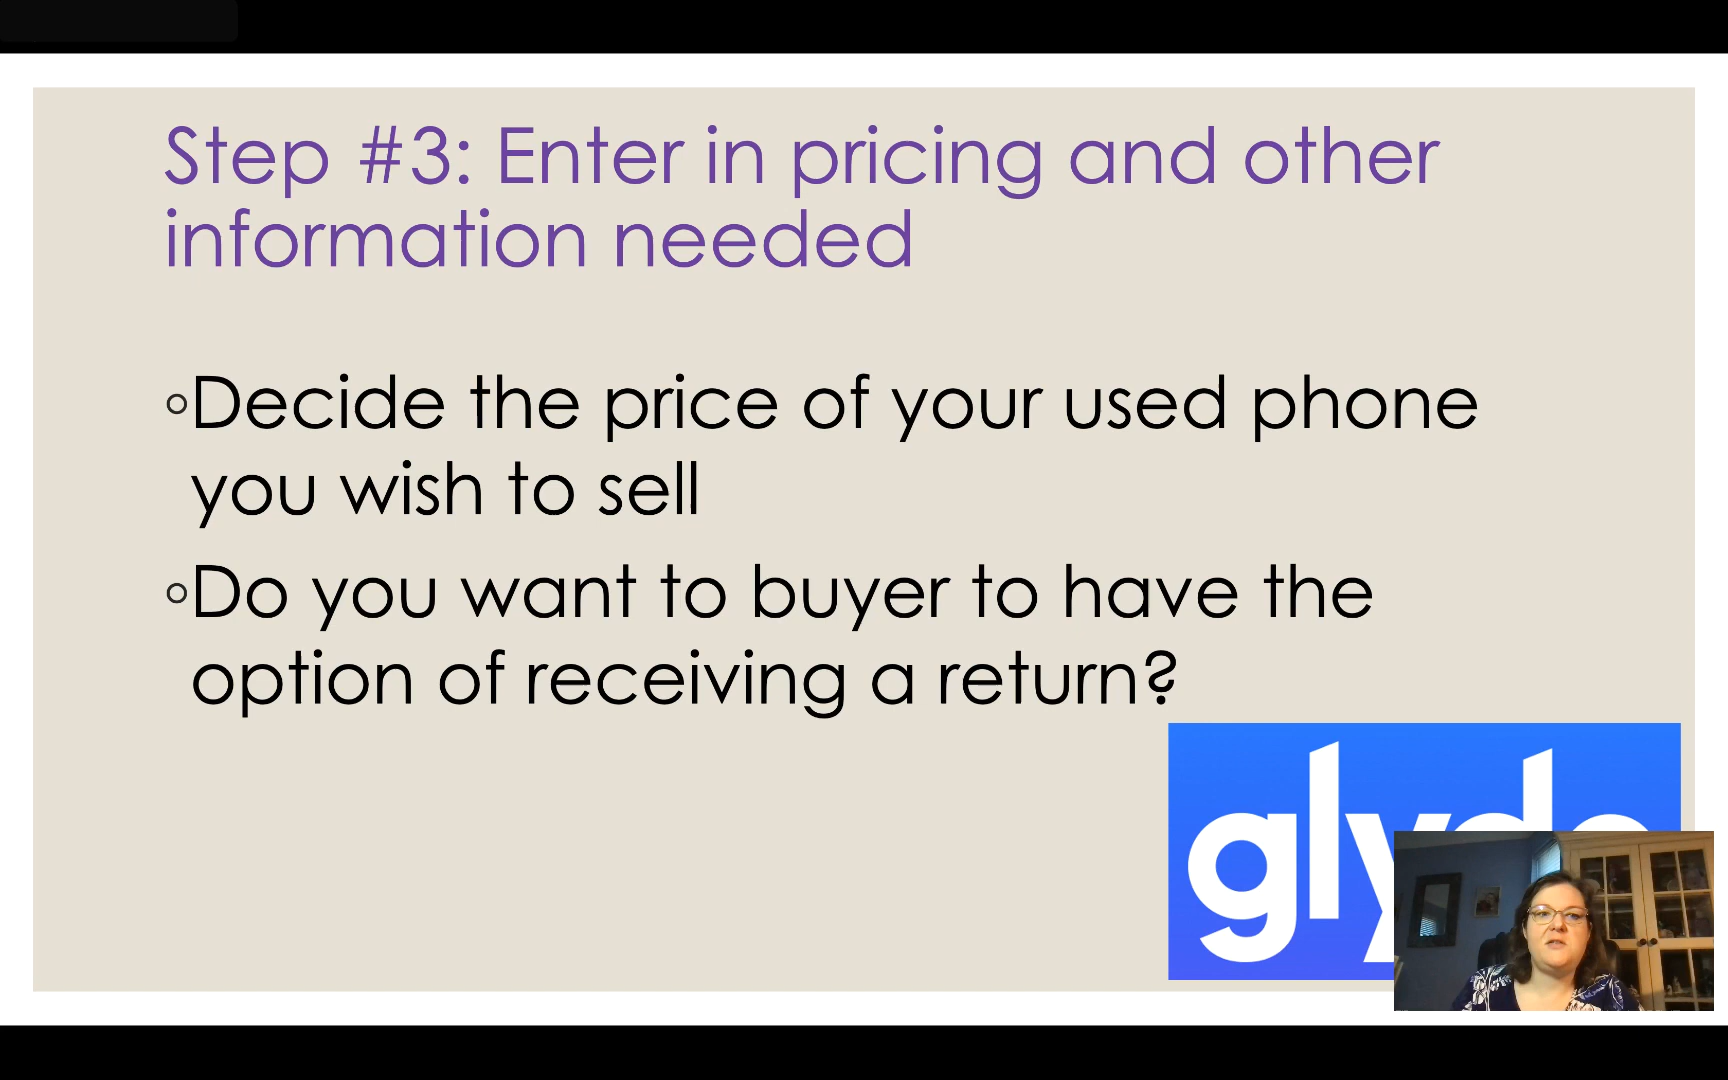 Step #3: Enter in pricing and other
information needed
Decide the price of your used phone
you wish to sell
Do you want to buyer to have the
option of receiving a return?
glyde